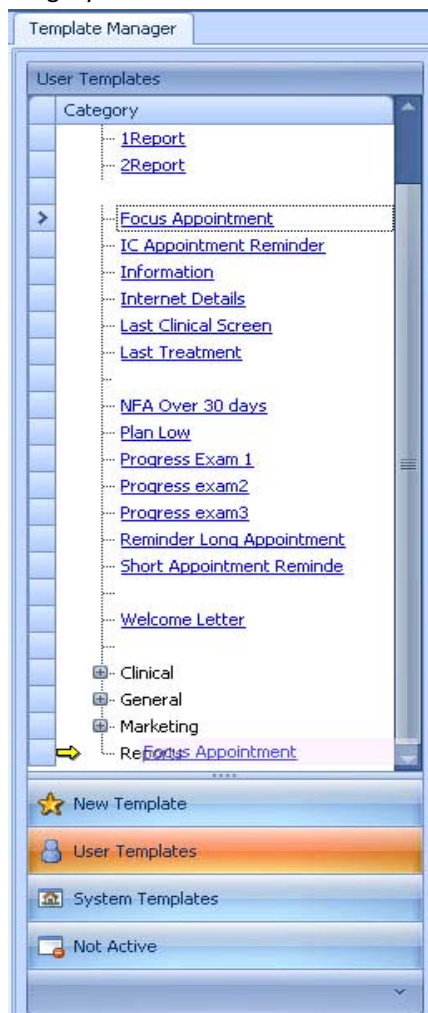 Template Manager
User Templates
Category
1Report
2Report
Focus Appointment
IC Appointment Reminder
Information
Internet Details
Last Clinical Screen
Last Treatment
NFA Over 30 days
Plan Low
Progress Exam 1
Progress exam2
Progress exam3
Reminder Long Appointment
Short Appointment Reminde
Welcome Letter
Clinical
General
Marketing
Reports Focus Appointment
New Template
User Templates
System Templates
Not Active